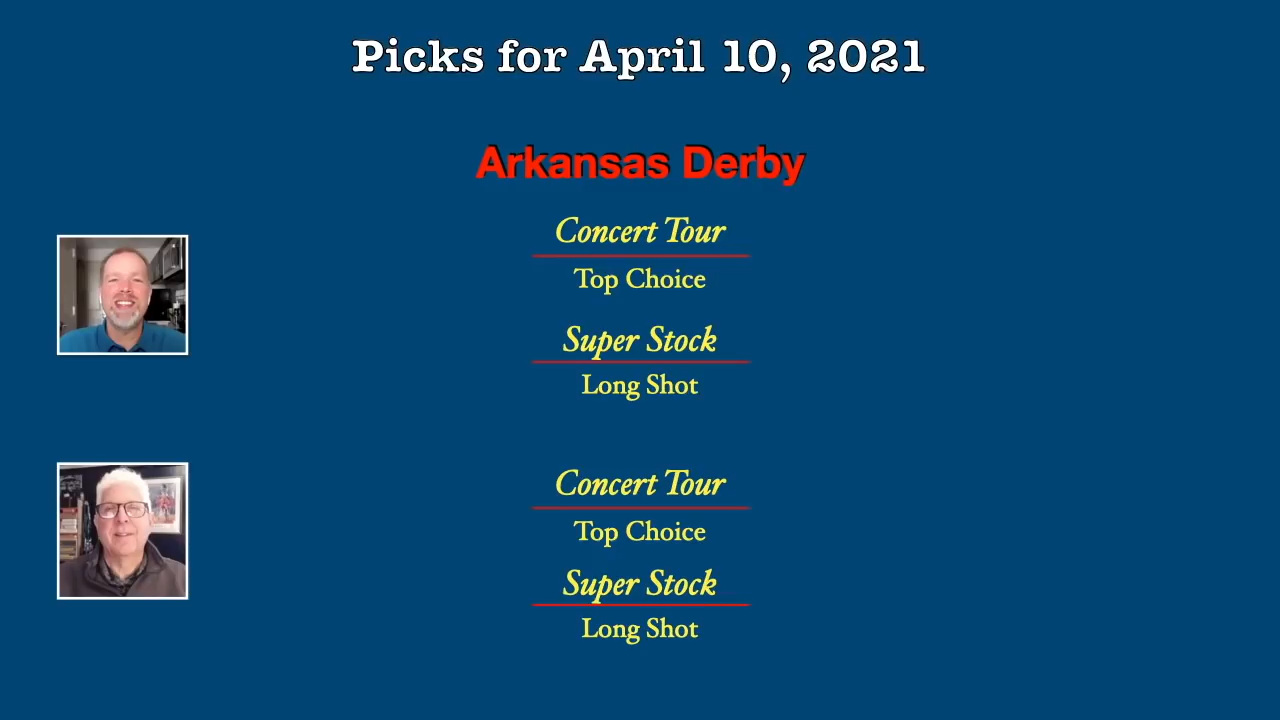 Picks for April 10, 2021
Arkansas Derby
Concert Tour
Top Choice
Super Stock
Long Shot
Concert Tour
Top Choice
Super Stock
Long Shot